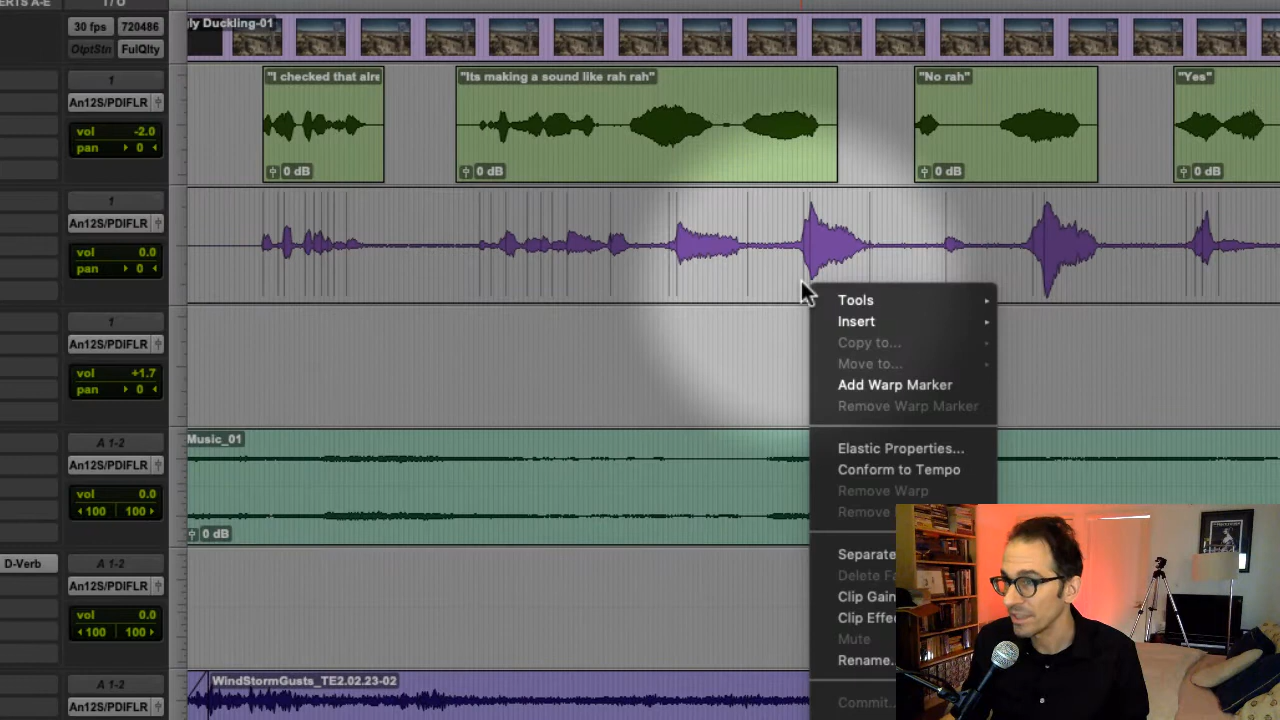 ERTS A-E
I / O
30 fps 720486
OtptStn FulQlty
ly Duckling-01
1
An12S/PDIFLR
vol -2.0
pan 0
"I checked that alre
0 dB
"Its making a sound like rah rah"
0 dB
"No rah"
0 dB
"Yes"
0 dB
1
An12S/PDIFLR
vol 0.0
pan 0
1
An12S/PDIFLR
vol +1.7
pan 0
Tools
Insert
Copy to...
Move to...
Add Warp Marker
Remove Warp Marker
Elastic Properties...
Conform to Tempo
Remove Warp
Remove
Separate
Delete Fa
Clip Gain
Clip Effe
Mute
Rename..
Commit..
A 1-2
An12S/PDIFLR
vol 0.0
100 100
Music_01
0 dB
D-Verb
A 1-2
An12S/PDIFLR
vol 0.0
100 100
A 1-2
An12S/PDIFLR
WindStormGusts_TE2.02.23-02